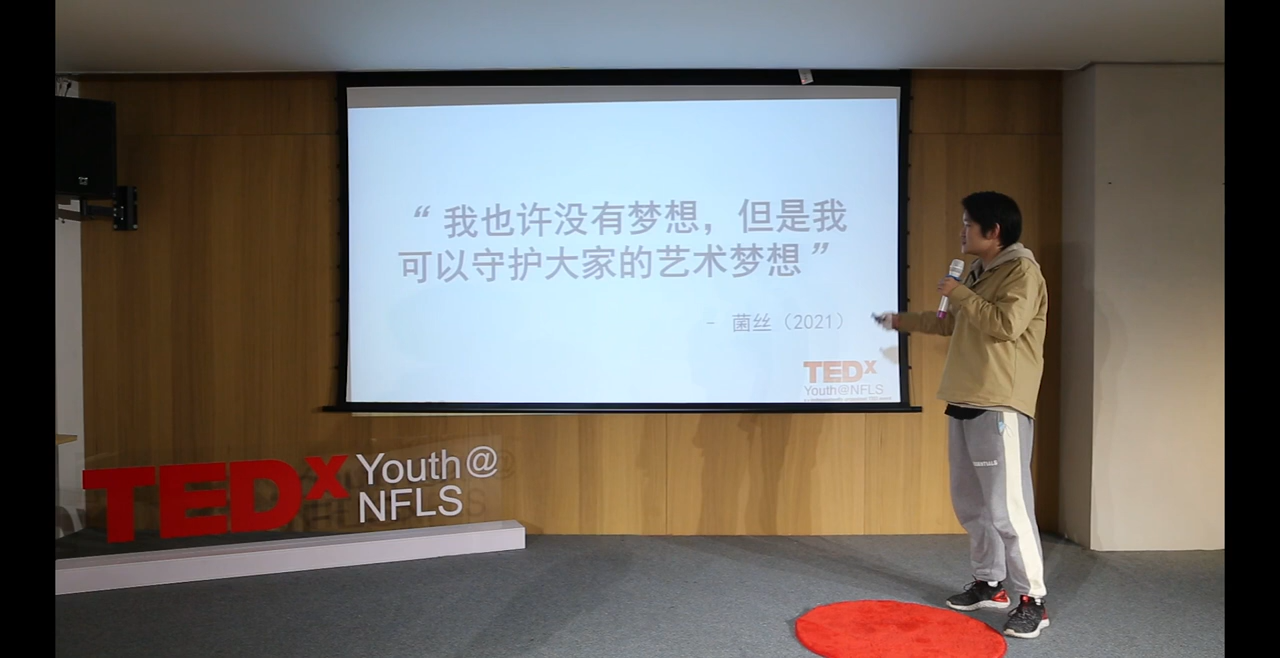 “ 我也许没有梦想，但是我
可以守护大家的艺术梦想 ”
- 菌丝（2021）
TEDx
Youth@NFLS
TEDx Youth@
NFLS